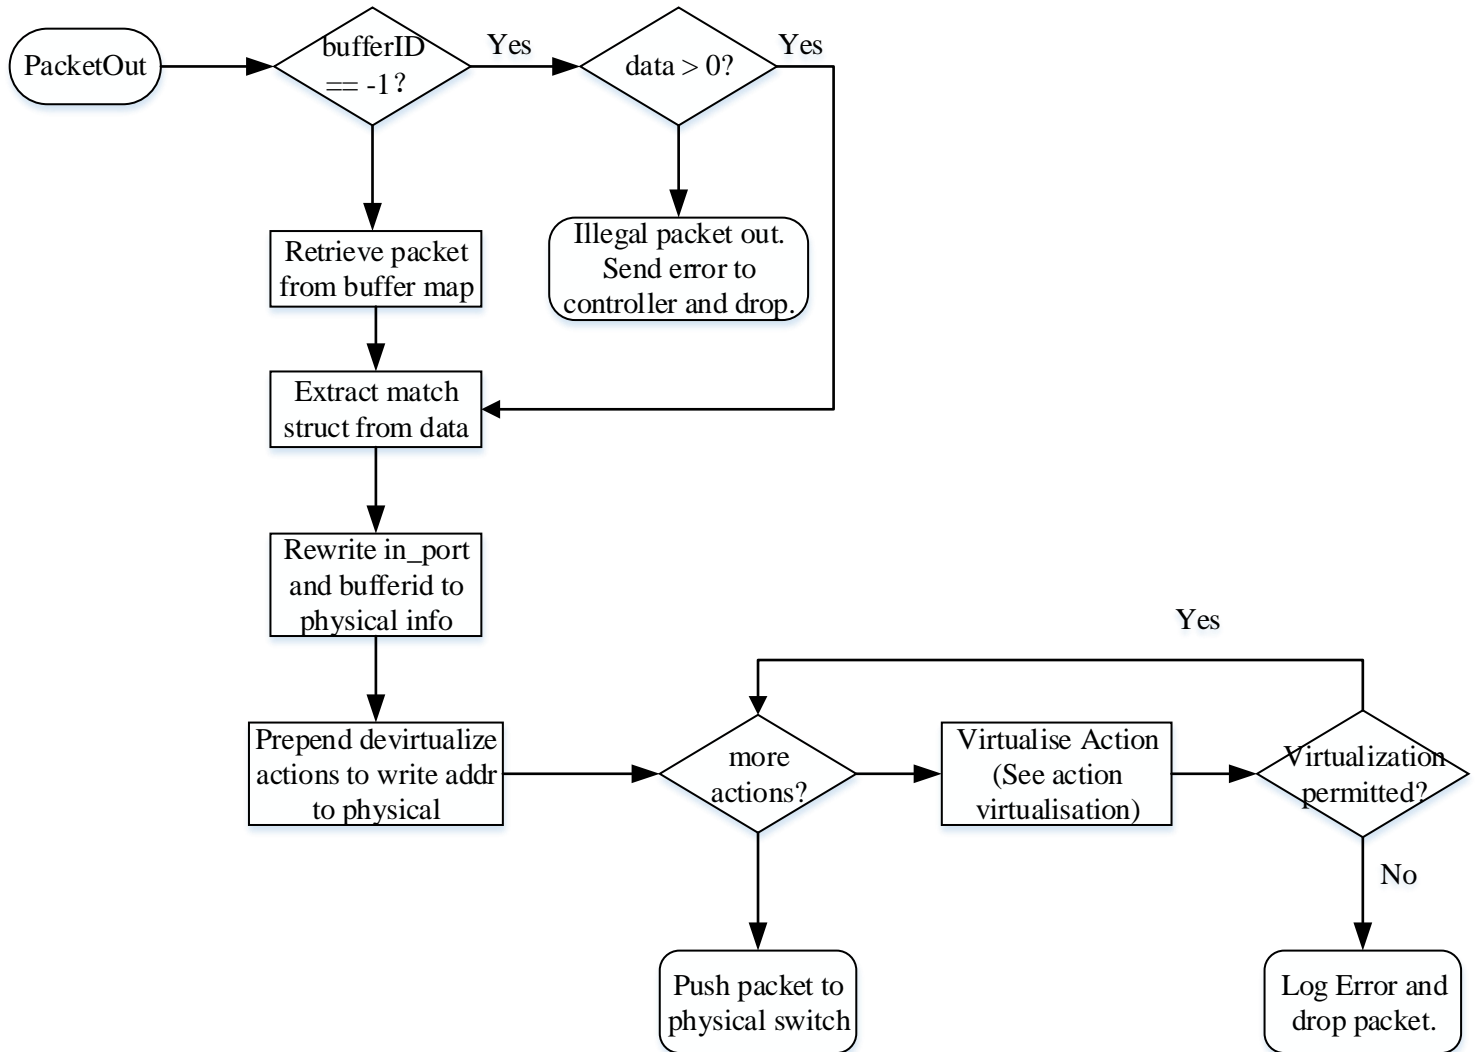 PacketOut
bufferID
== -1?
Yes
data > 0?
Yes
Retrieve packet
from buffer map
Illegal packet out.
Send error to
controller and drop.
Extract match
struct from data
Rewrite in_port
and bufferid to
physical info
Yes
Prepend devirtualize
actions to write addr
to physical
more
actions?
Virtualise Action
(See action
virtualisation)
Virtualization
permitted?
No
Push packet to
physical switch
Log Error and
drop packet.